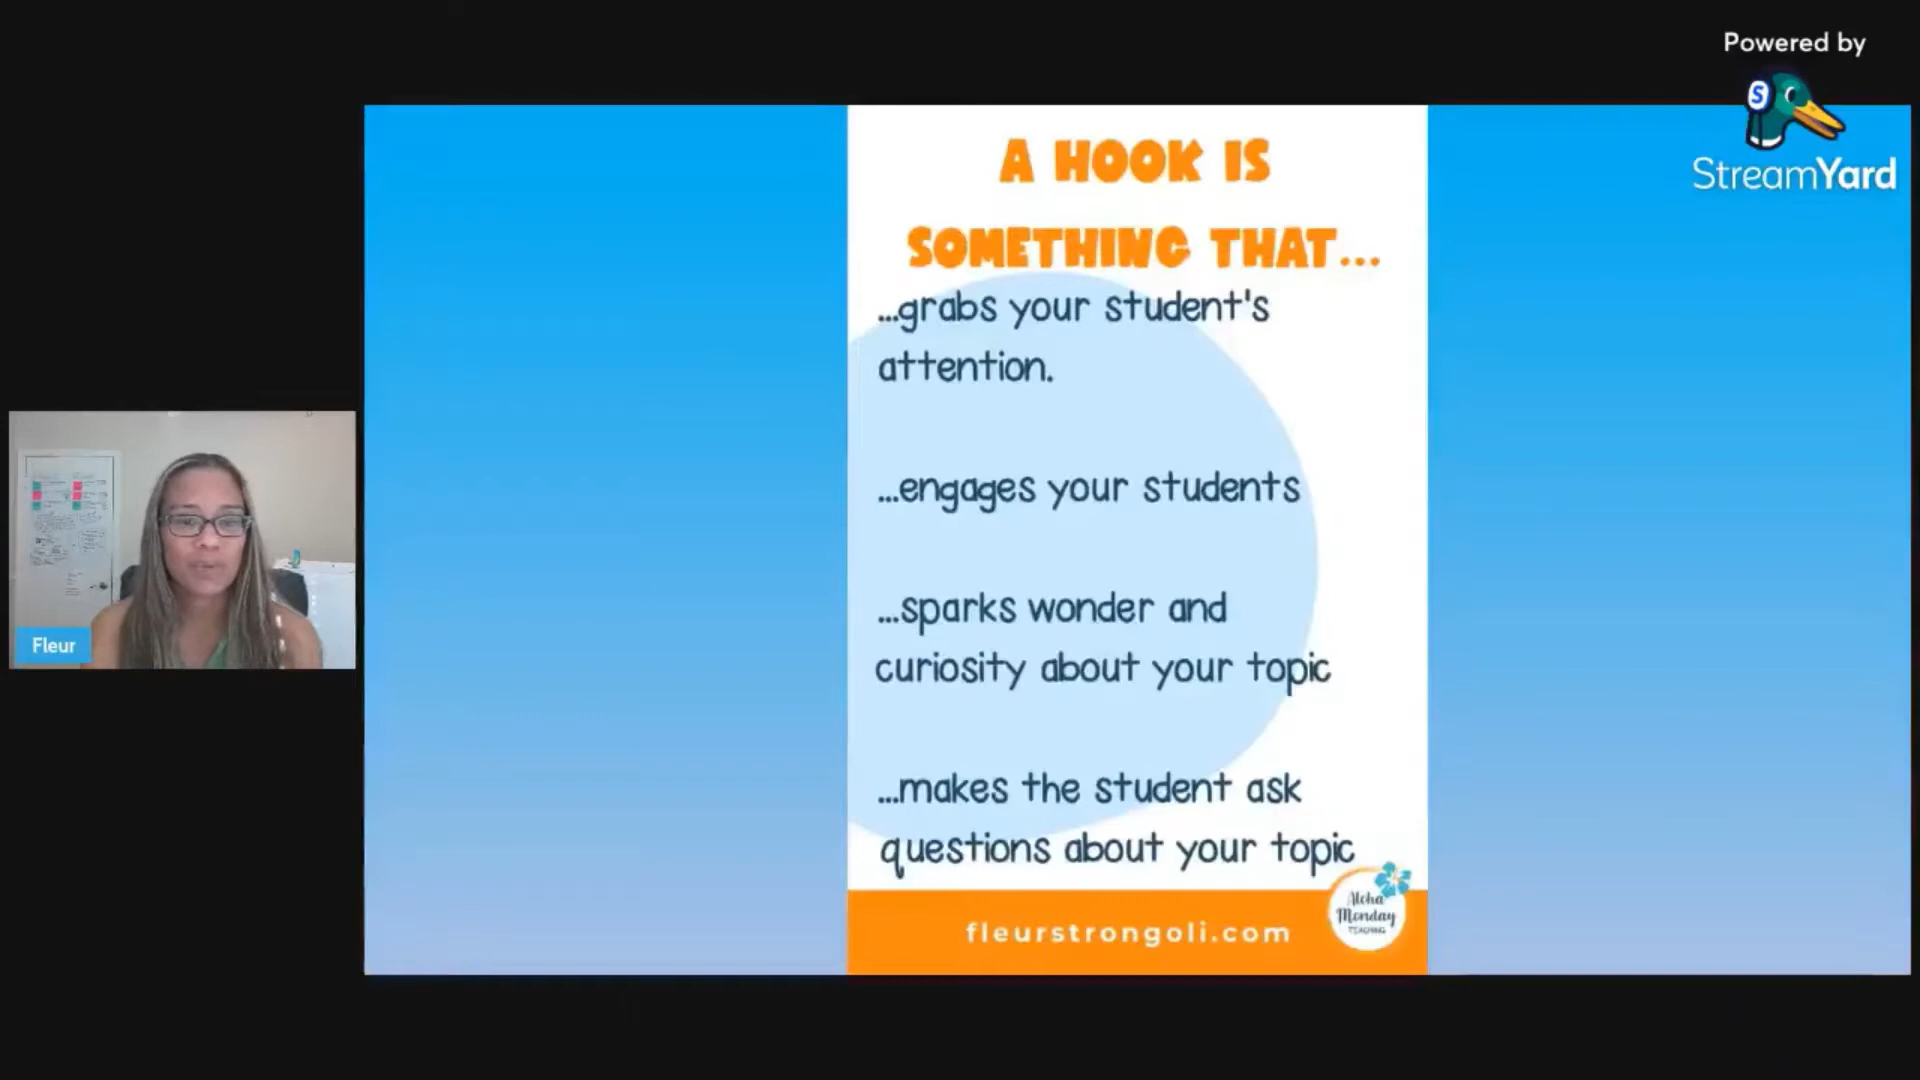 Powered by
StreamYard
A HOOK IS
SOMETHING THAT...
...grabs your student's
attention.
...engages your students
...sparks wonder and
curiosity about your topic
...makes the student ask
questions about your topic
fleurstrongoli.com
Aloha
Monday
TEACHING
Fleur